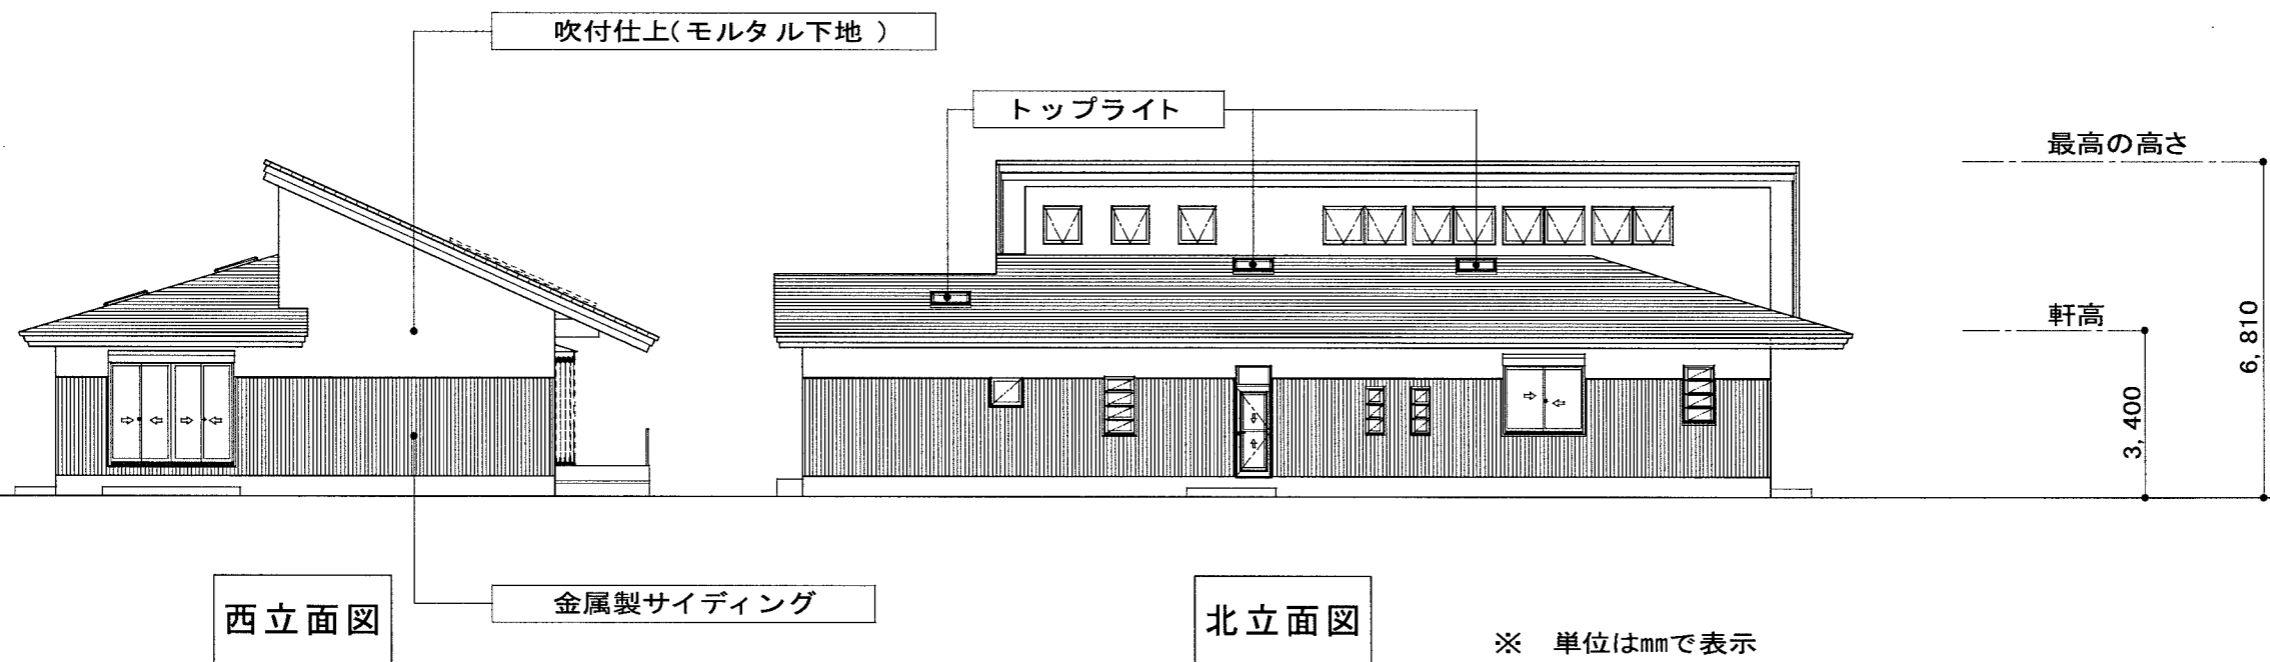 吹付仕上(モルタル下地 )
トップライト
最高の高さ
軒高
6, 810
3, 400
金属製サイディング
西立面図
北立面図
※ 単位は㎜で表示